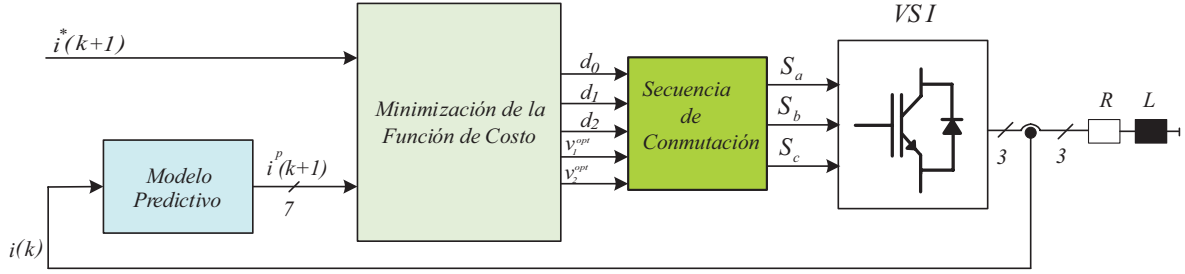 VSI
i*(k+1)
Minimización de la
Función de Costo
d0
d1
d2
v1opt
v2opt
Secuencia
de
Conmutación
Sa
Sb
Sc
R
L
3
3
Modelo
Predictivo
ip(k+1)
7
i(k)